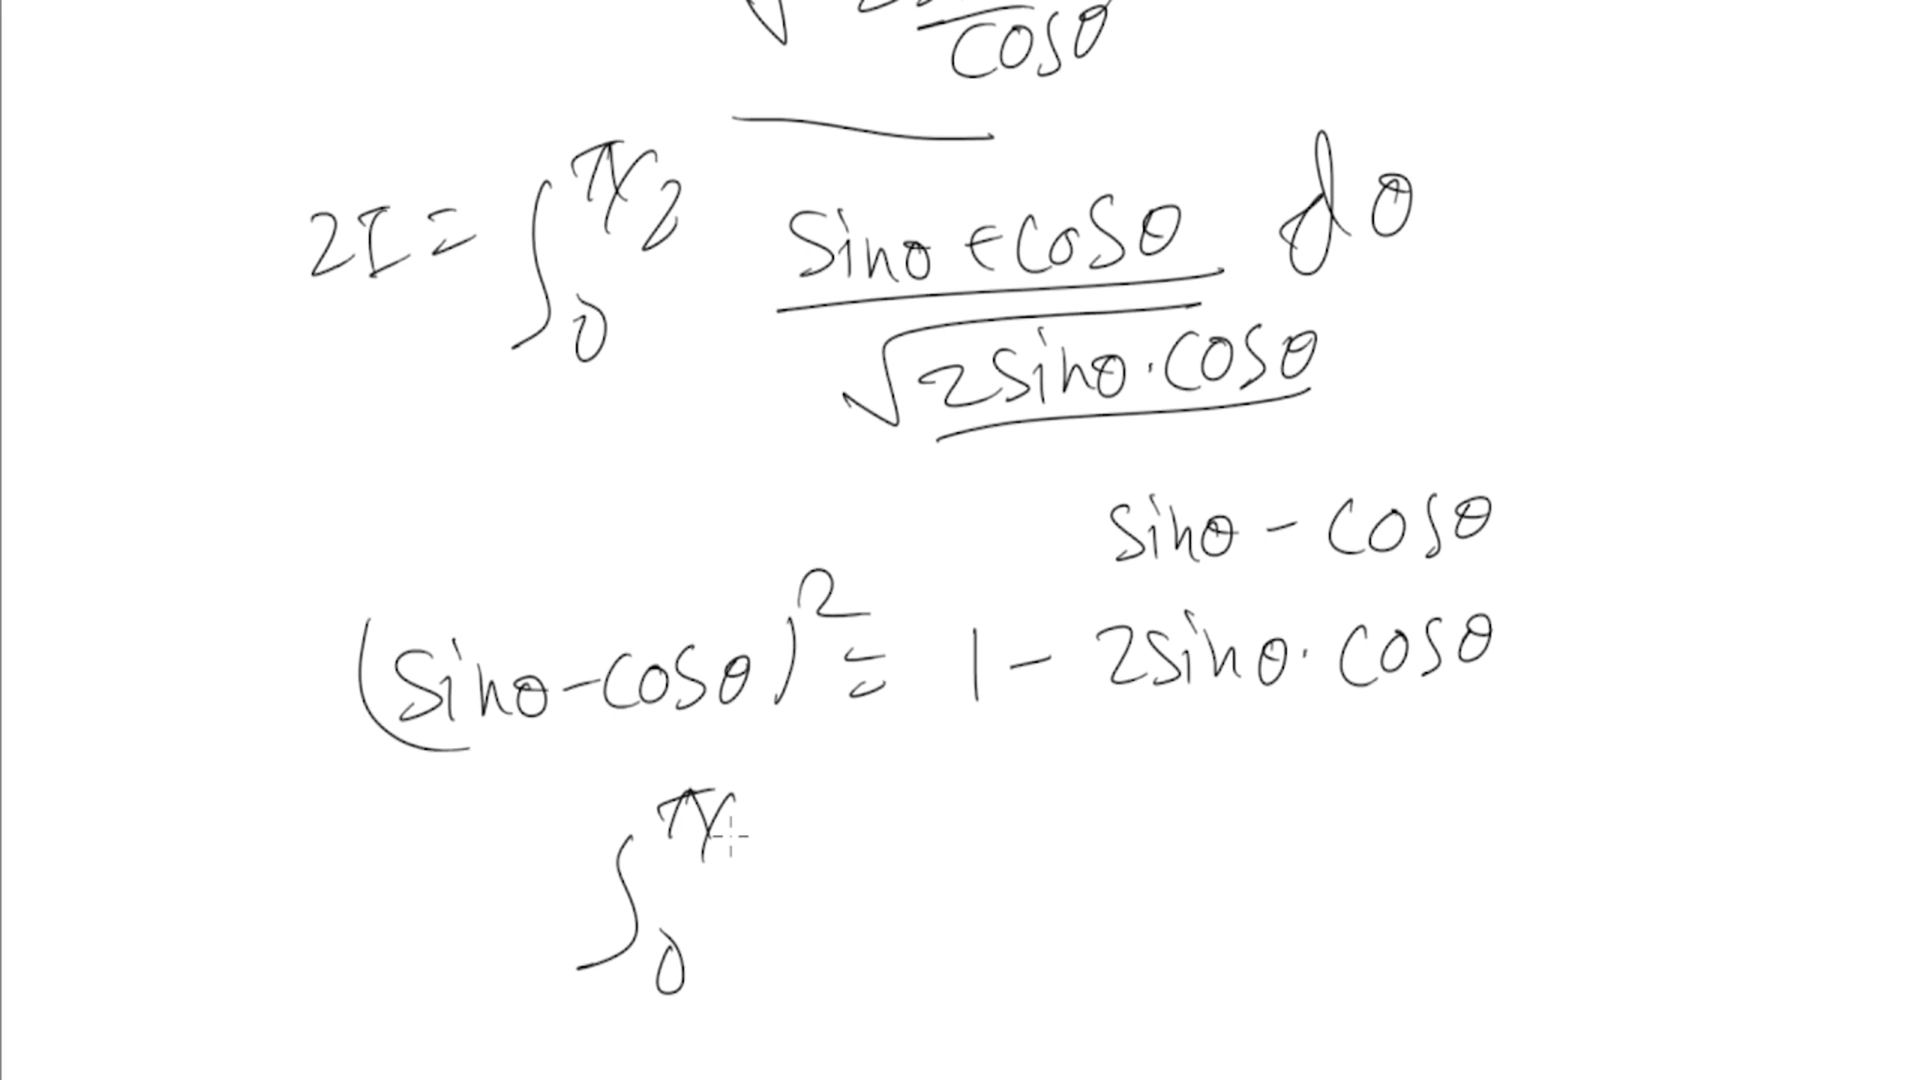 cosθ
2I = ∫₀^π/2 sinθ + cosθ dθ
√2sinθ·cosθ
sinθ - cosθ
(sinθ-cosθ)² = 1 - 2sinθ·cosθ
∫₀^π/